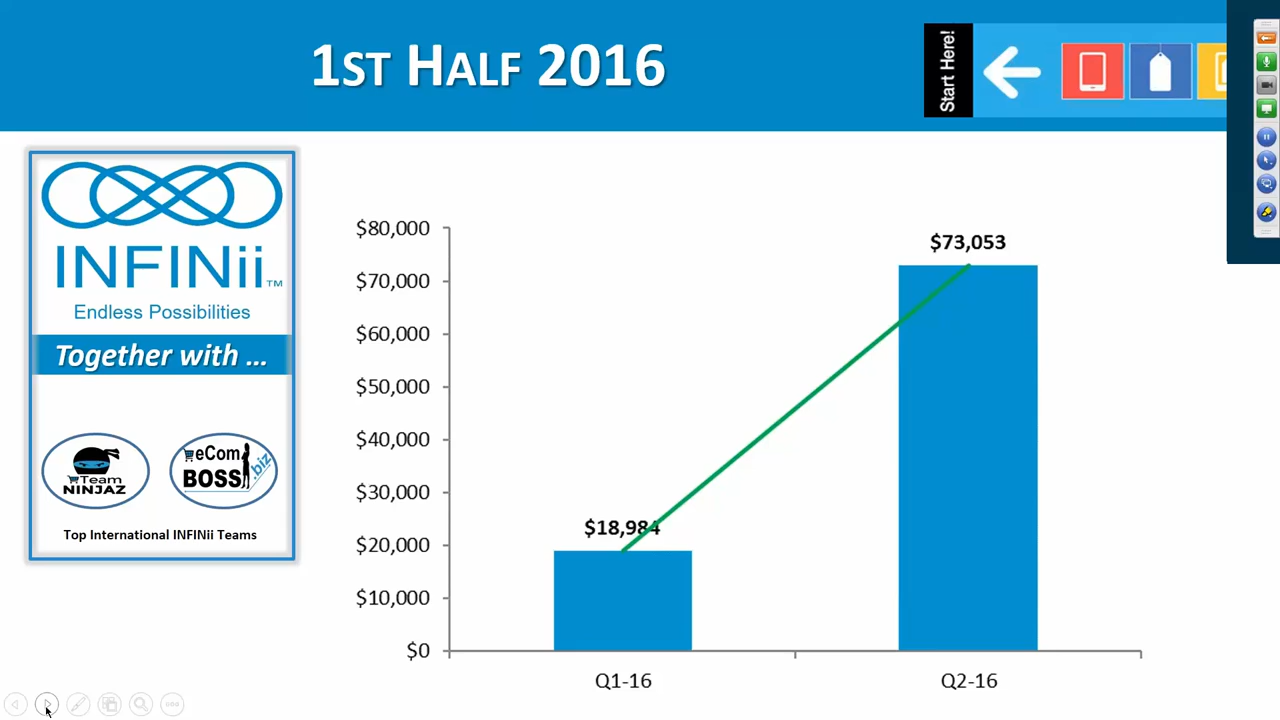 1ST HALF 2016
Start Here!
INFINii™
Endless Possibilities
Together with ...
Team
NINJAZ
eCom
BOSS
.biz
Top International INFINii Teams
$80,000
$70,000
$60,000
$50,000
$40,000
$30,000
$20,000
$10,000
$0
$18,984
$73,053
Q1-16
Q2-16